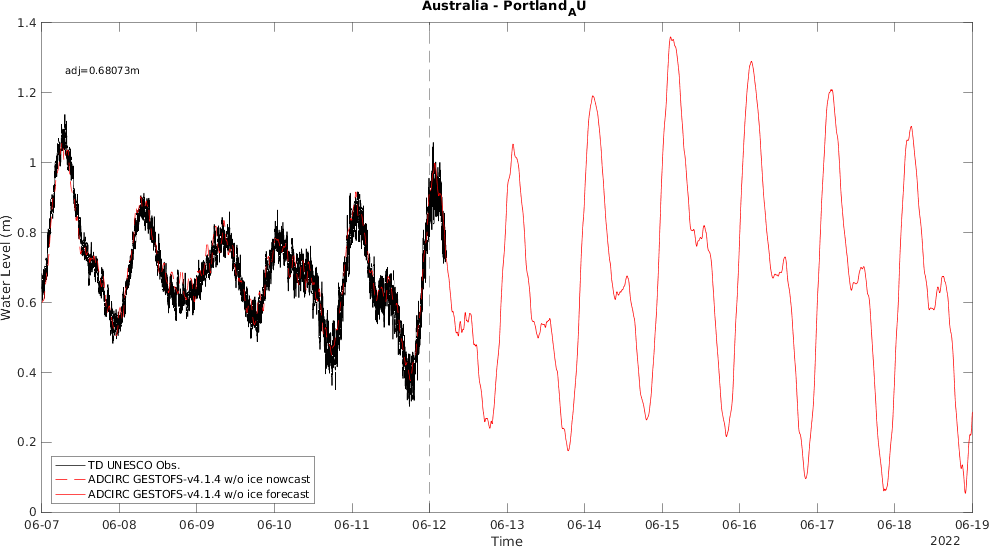 Australia - Portland_AU
adj=0.68073m
Water Level (m)
1.4
1.2
1
0.8
0.6
0.4
0.2
0
TD UNESCO Obs.
ADCIRC GESTOFS-v4.1.4 w/o ice nowcast
ADCIRC GESTOFS-v4.1.4 w/o ice forecast
06-07 06-08 06-09 06-10 06-11 06-12 06-13 06-14 06-15 06-16 06-17 06-18 06-19
Time
2022